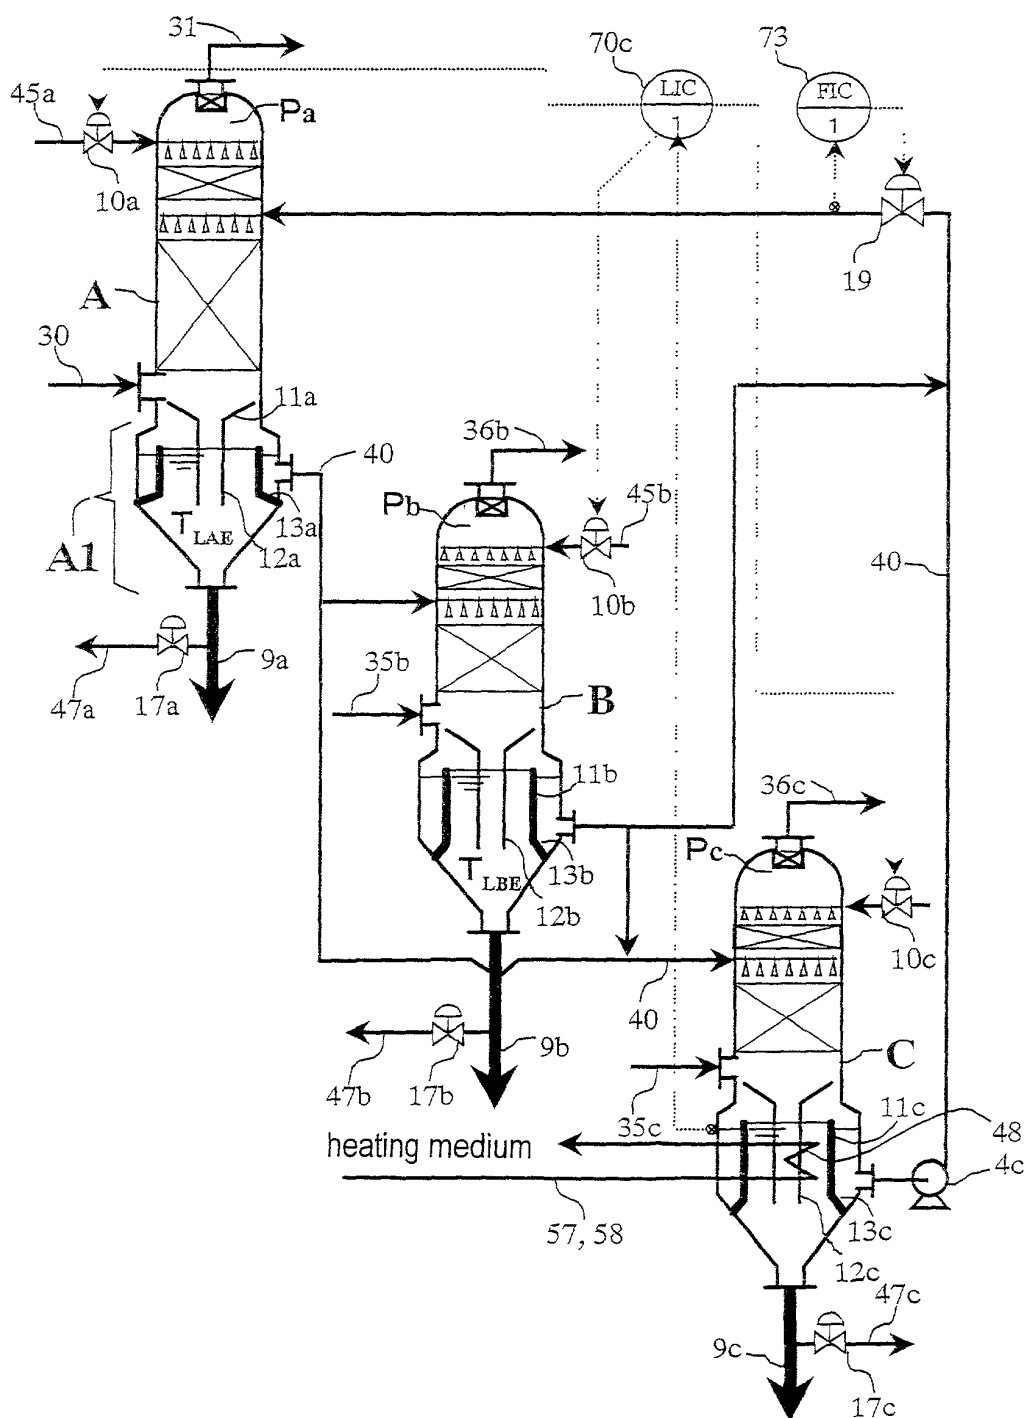 31
70c
73
LIC
1
FIC
1
45a
Pa
10a
19
A
30
11a
36b
40
Pb
45b
A1
T LAE
13a
12a
10b
40
9a
35b
47a
17a
B
11b
36c
Pc
T LBE
13b
12b
10c
40
9b
C
47b
17b
35c
11c
48
heating medium
4c
57, 58
13c
12c
47c
9c
17c